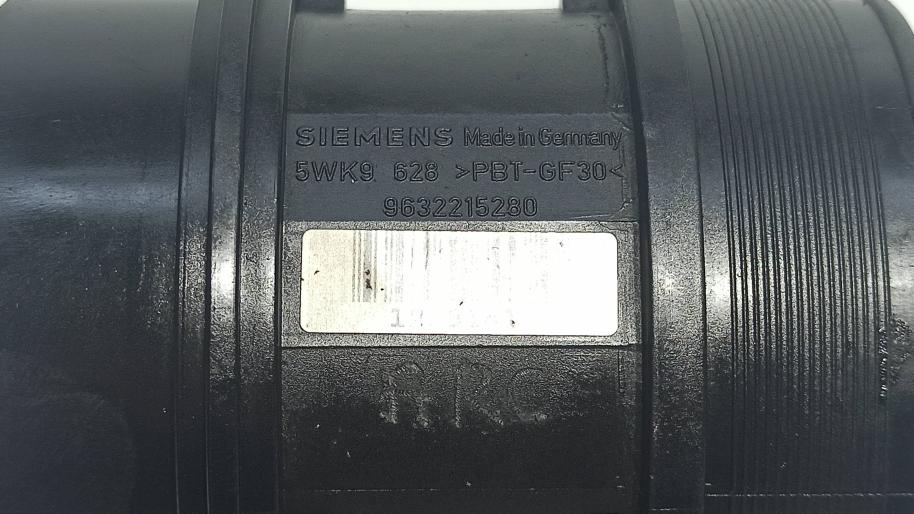 SIEMENS Made in Germany
5WK9 628 >PBT-GF30<
9632215280